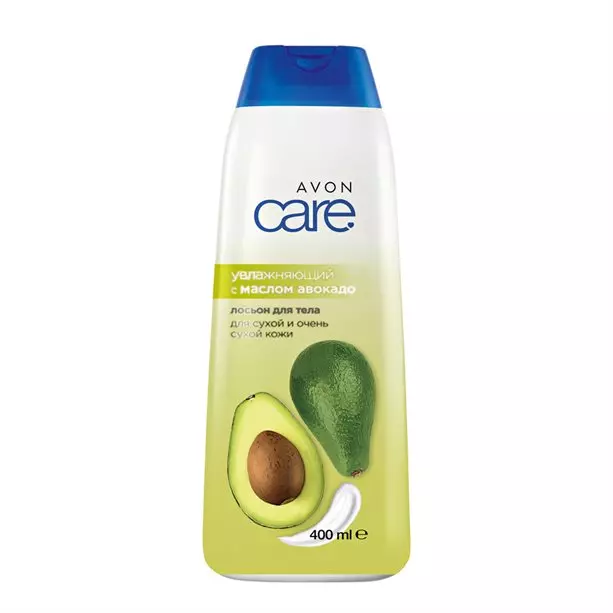 AVON
care
увлажняющий
с маслом авокадо
лосьон для тела
для сухой и очень
сухой кожи
400 ml ℮